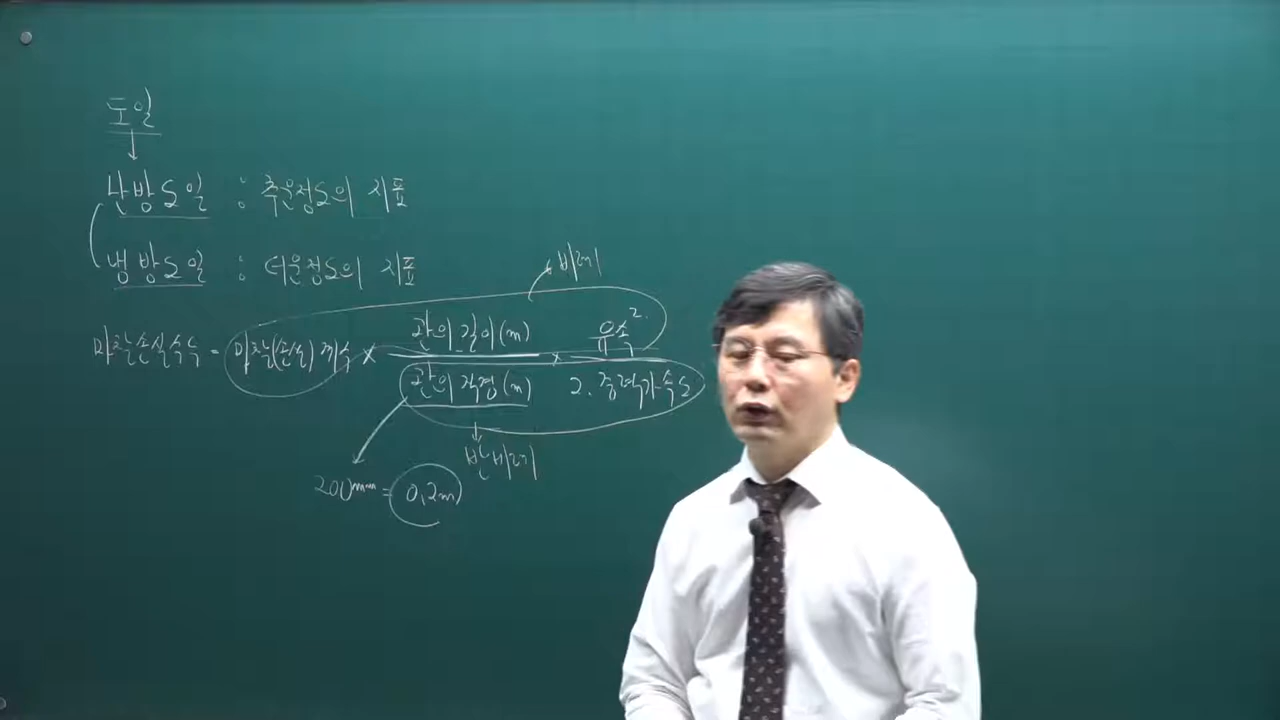 도일
난방도일 : 추운정도의 지표
냉방도일 : 더운정도의 지표
비례
마찰손실수두 = 마찰(손실)계수 × 관의 길이(m) × 유속²
관의 직경(m) 2. 중력가속도
반비례
200mm = 0.2m)